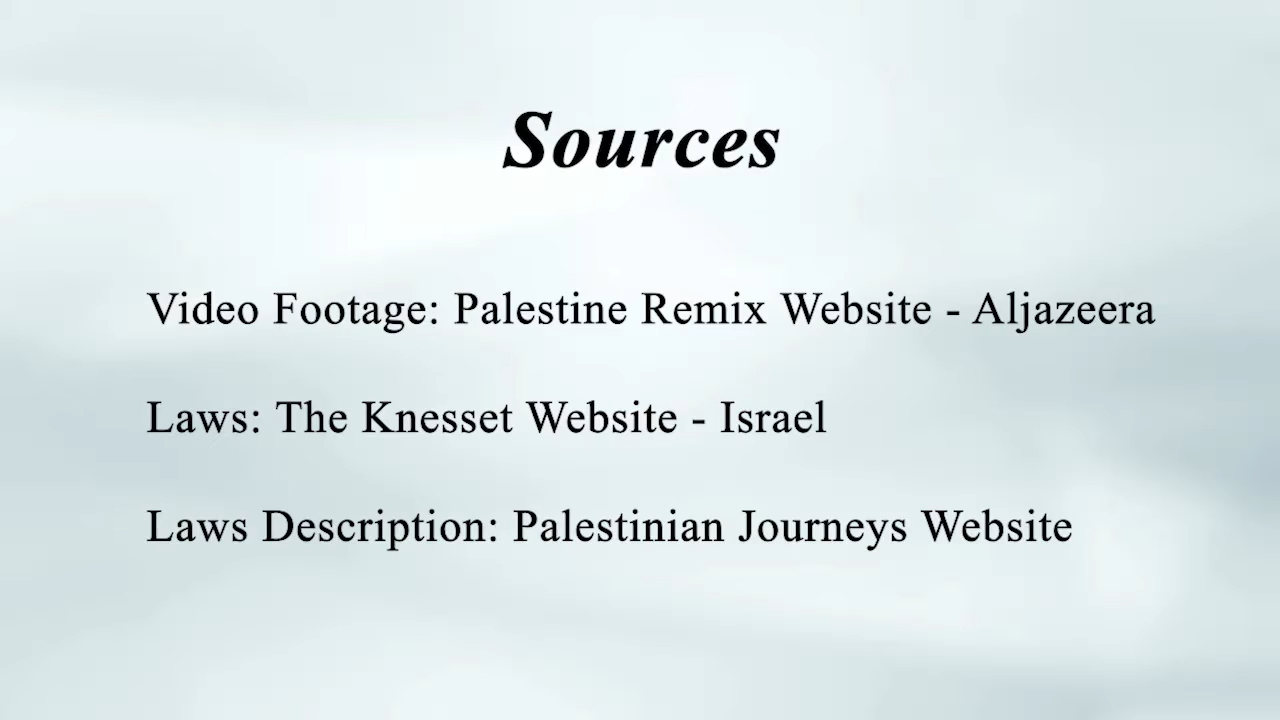 Sources
Video Footage: Palestine Remix Website - Aljazeera
Laws: The Knesset Website - Israel
Laws Description: Palestinian Journeys Website